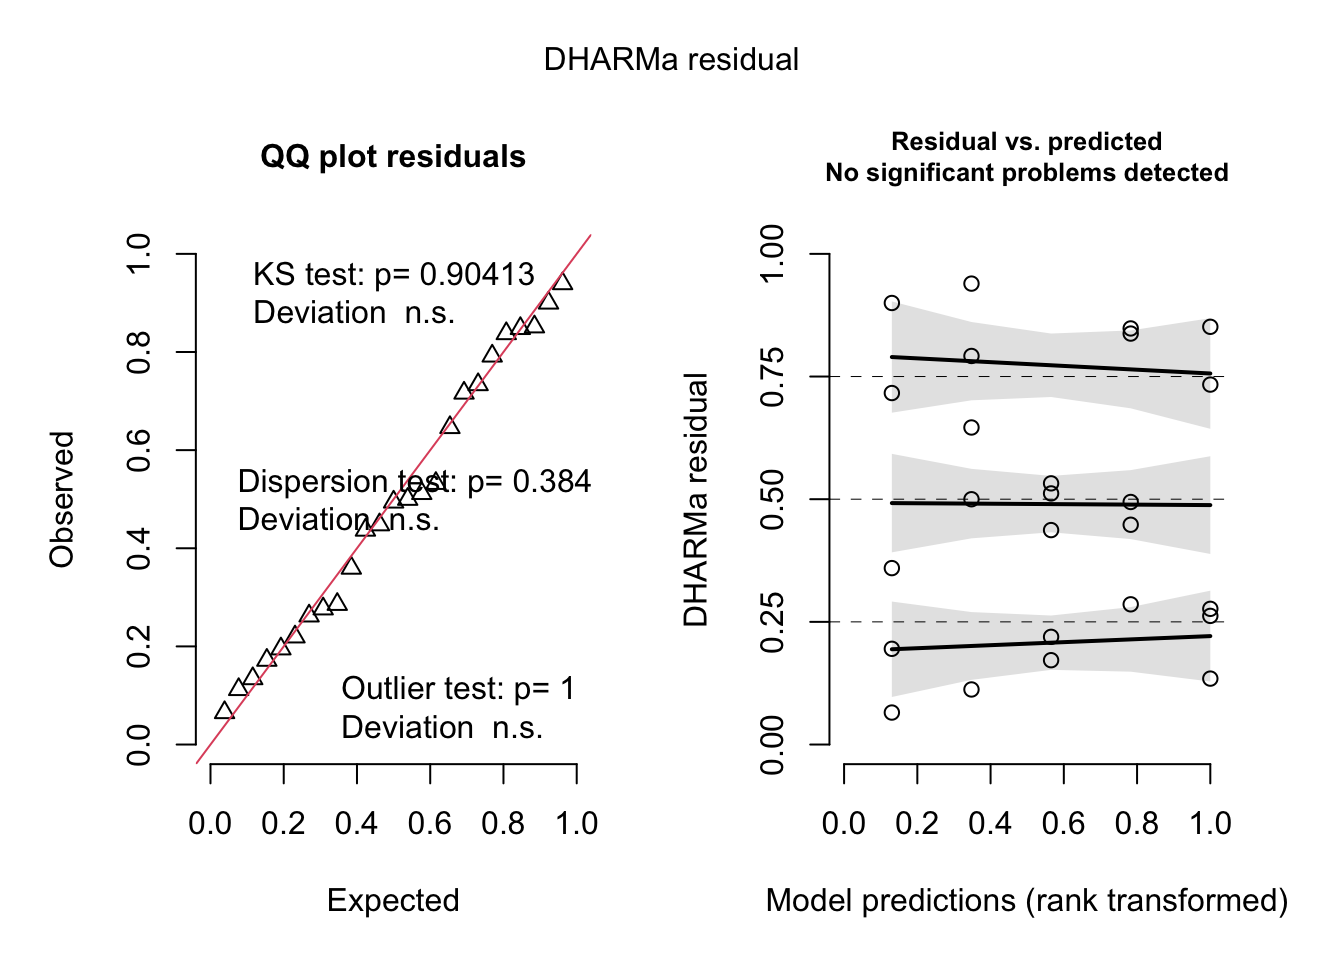 DHARMa residual
QQ plot residuals
KS test: p= 0.90413
Deviation  n.s.
Dispersion test: p= 0.384
Deviation  n.s.
Outlier test: p= 1
Deviation  n.s.
Observed
0.0 0.2 0.4 0.6 0.8 1.0
0.0 0.2 0.4 0.6 0.8 1.0
Expected
Residual vs. predicted
No significant problems detected
DHARMa residual
0.00 0.25 0.50 0.75 1.00
0.0 0.2 0.4 0.6 0.8 1.0
Model predictions (rank transformed)